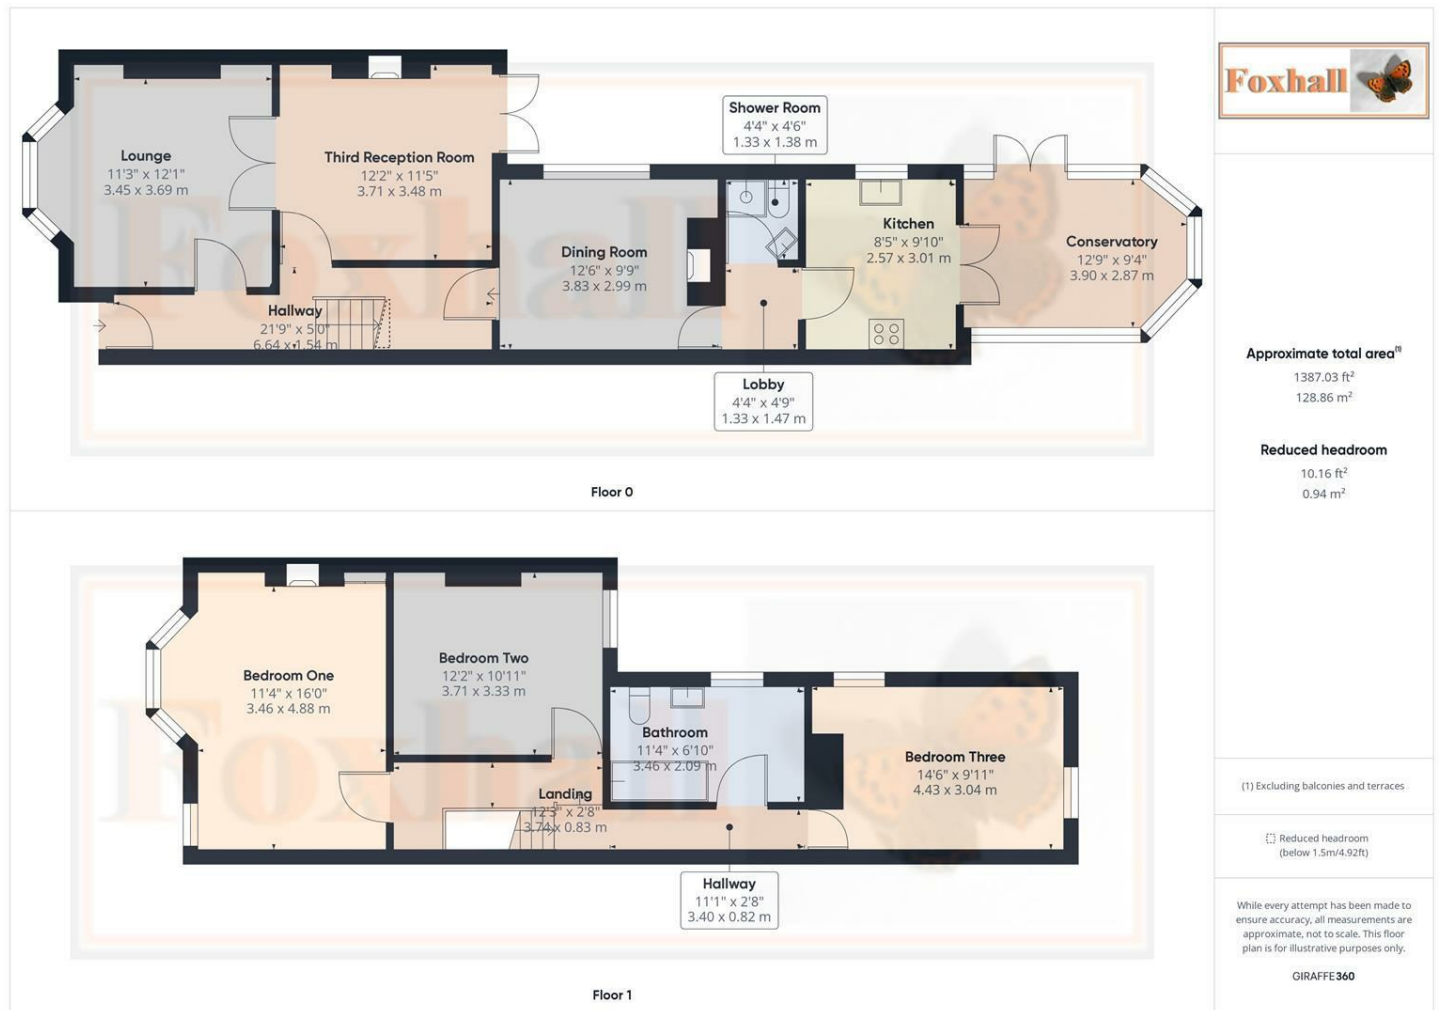 Foxhall
Lounge
11'3" x 12'1"
3.45 x 3.69 m
Third Reception Room
12'2" x 11'5"
3.71 x 3.48 m
Shower Room
4'4" x 4'6"
1.33 x 1.38 m
Dining Room
12'6" x 9'9"
3.83 x 2.99 m
Kitchen
8'5" x 9'10"
2.57 x 3.01 m
Conservatory
12'9" x 9'4"
3.90 x 2.87 m
Hallway
21'9" x 5'0"
6.64 x 1.54 m
Lobby
4'4" x 4'9"
1.33 x 1.47 m
Foxhall
Floor 0
Bedroom One
11'4" x 16'0"
3.46 x 4.88 m
Bedroom Two
12'2" x 10'11"
3.71 x 3.33 m
Bathroom
11'4" x 6'10"
3.46 x 2.09 m
Bedroom Three
14'6" x 9'11"
4.43 x 3.04 m
Landing
12'3" x 2'8"
3.74 x 0.83 m
Hallway
11'1" x 2'8"
3.40 x 0.82 m
Foxhall
Floor 1
Approximate total area(1)
1387.03 ft²
128.86 m²
Reduced headroom
10.16 ft²
0.94 m²
(1) Excluding balconies and terraces
Reduced headroom
(below 1.5m/4.92ft)
While every attempt has been made to
ensure accuracy, all measurements are
approximate, not to scale. This floor
plan is for illustrative purposes only.
GIRAFFE360